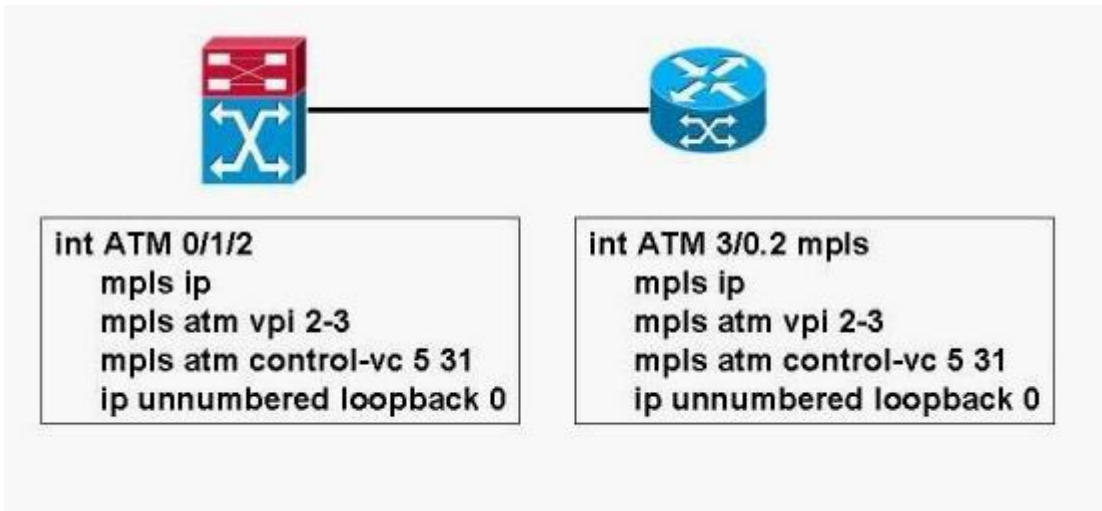 int ATM 0/1/2
mpls ip
mpls atm vpi 2-3
mpls atm control-vc 5 31
ip unnumbered loopback 0
int ATM 3/0.2 mpls
mpls ip
mpls atm vpi 2-3
mpls atm control-vc 5 31
ip unnumbered loopback 0